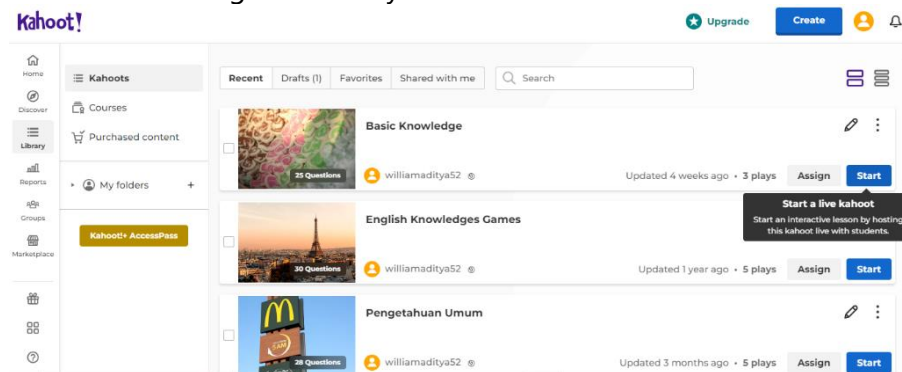 Kahoot!
Upgrade
Create
Home
Discover
Library
Reports
Groups
Marketplace
Kahoots
Courses
Purchased content
My folders +
Kahoot!+ AccessPass
Recent Drafts (1) Favorites Shared with me Search
Basic Knowledge
25 Questions
williamaditya52
Updated 4 weeks ago • 3 plays Assign Start
Start a live kahoot
Start an interactive lesson by hosting
this kahoot live with students.
English Knowledges Games
30 Questions
williamaditya52
Updated 1 year ago • 5 plays Assign Start
Pengetahuan Umum
28 Questions
williamaditya52
Updated 3 months ago • 5 plays Assign Start